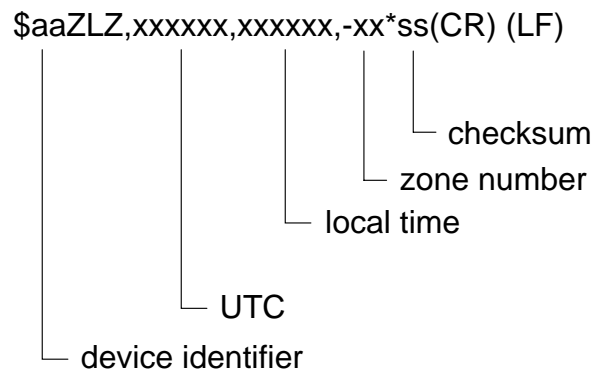 $aaZLZ,xxxxxx,xxxxxx,-xx*ss(CR) (LF)
checksum
zone number
local time
UTC
device identifier